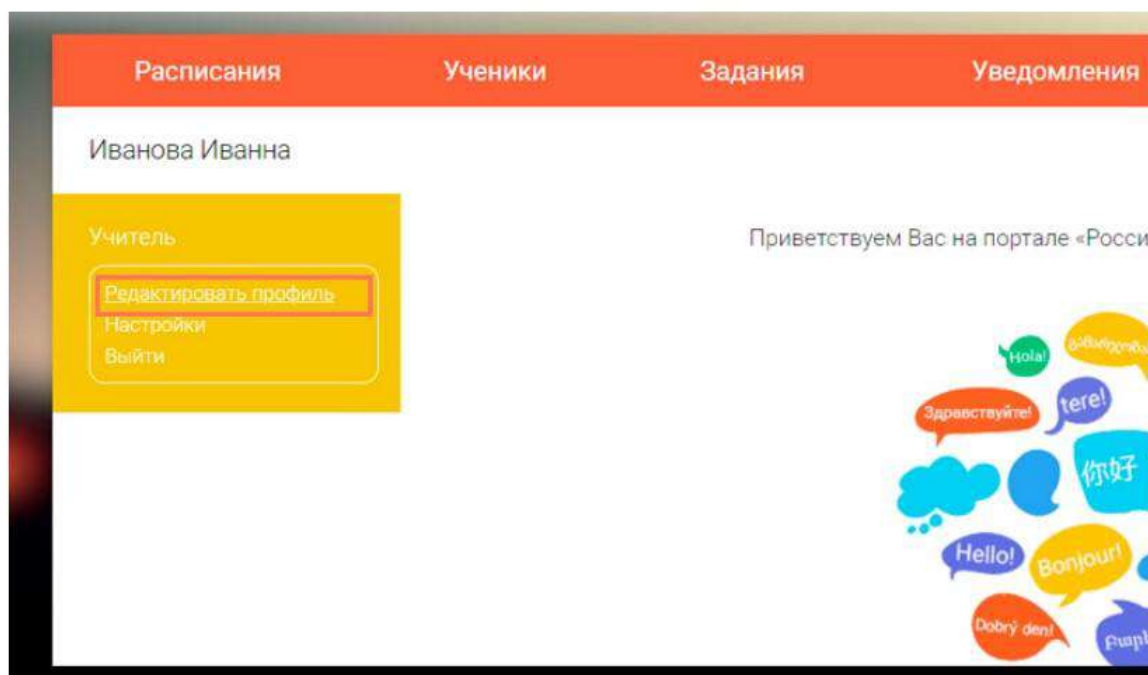 Расписания Ученики Задания Уведомления
Иванова Иванна
Учитель
Редактировать профиль
Настройки
Выйти
Приветствуем Вас на портале «Росси
Hola!
გამარჯობა
Здравствуйте!
tere!
你好
Hello!
Bonjour!
Dobrý den!